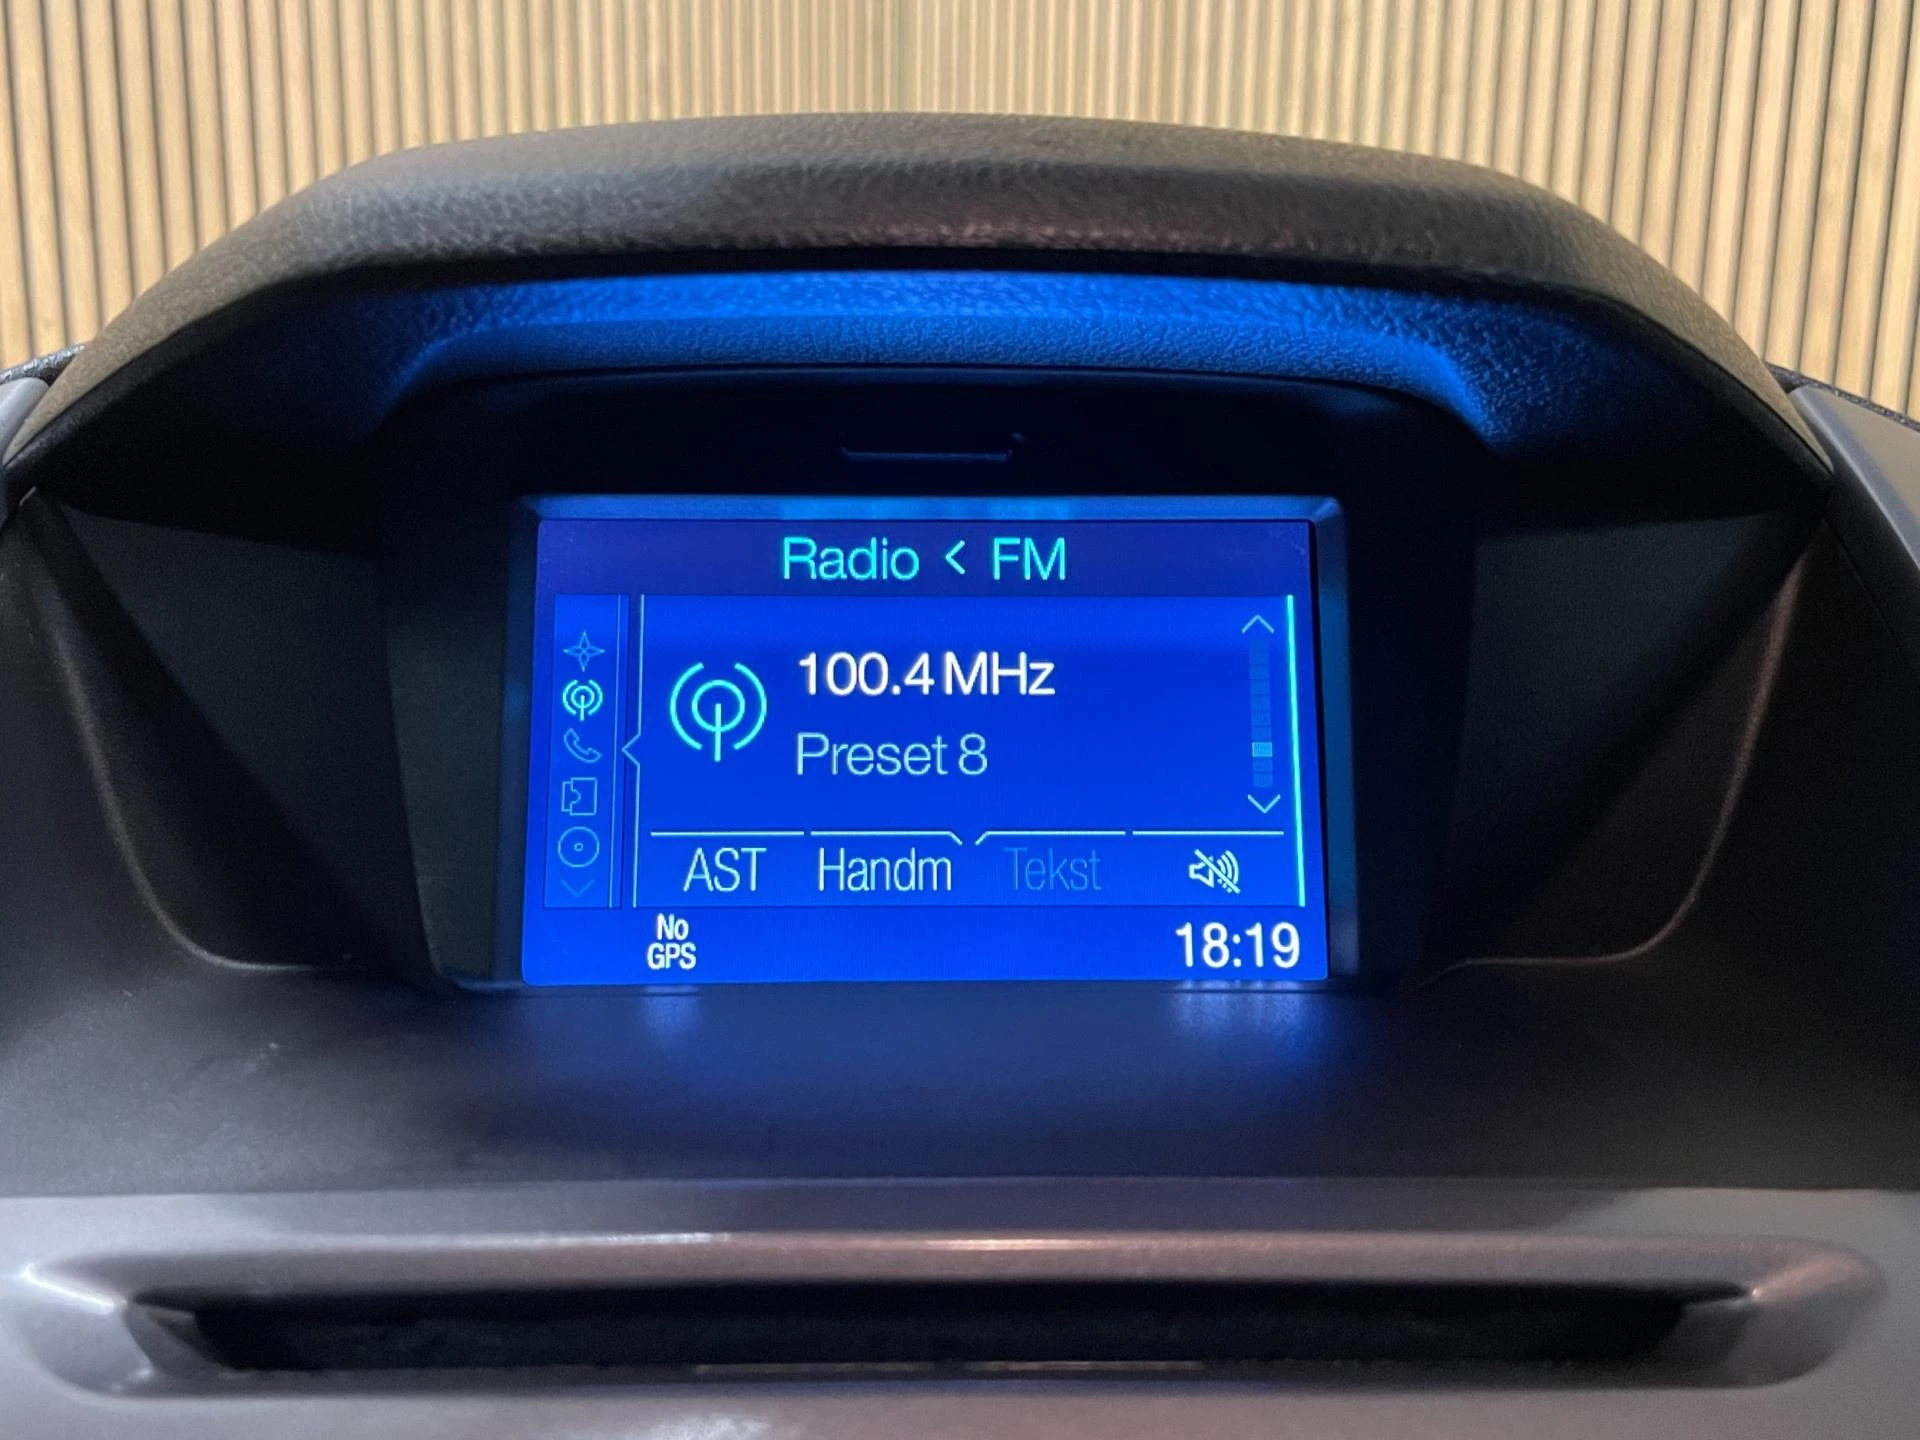 Radio < FM
100.4 MHz
Preset 8
AST Handm Tekst
No
GPS
18:19